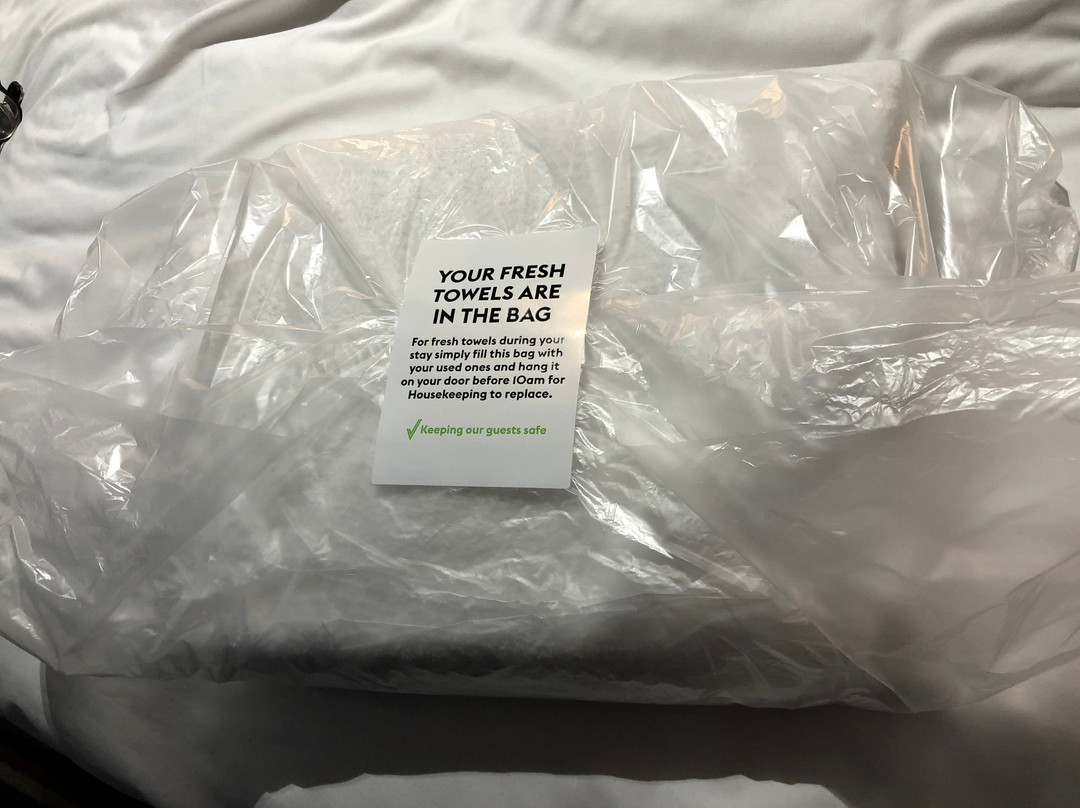 YOUR FRESH
TOWELS ARE
IN THE BAG
For fresh towels during your
stay simply fill this bag with
your used ones and hang it
on your door before 10am for
Housekeeping to replace.
Keeping our guests safe